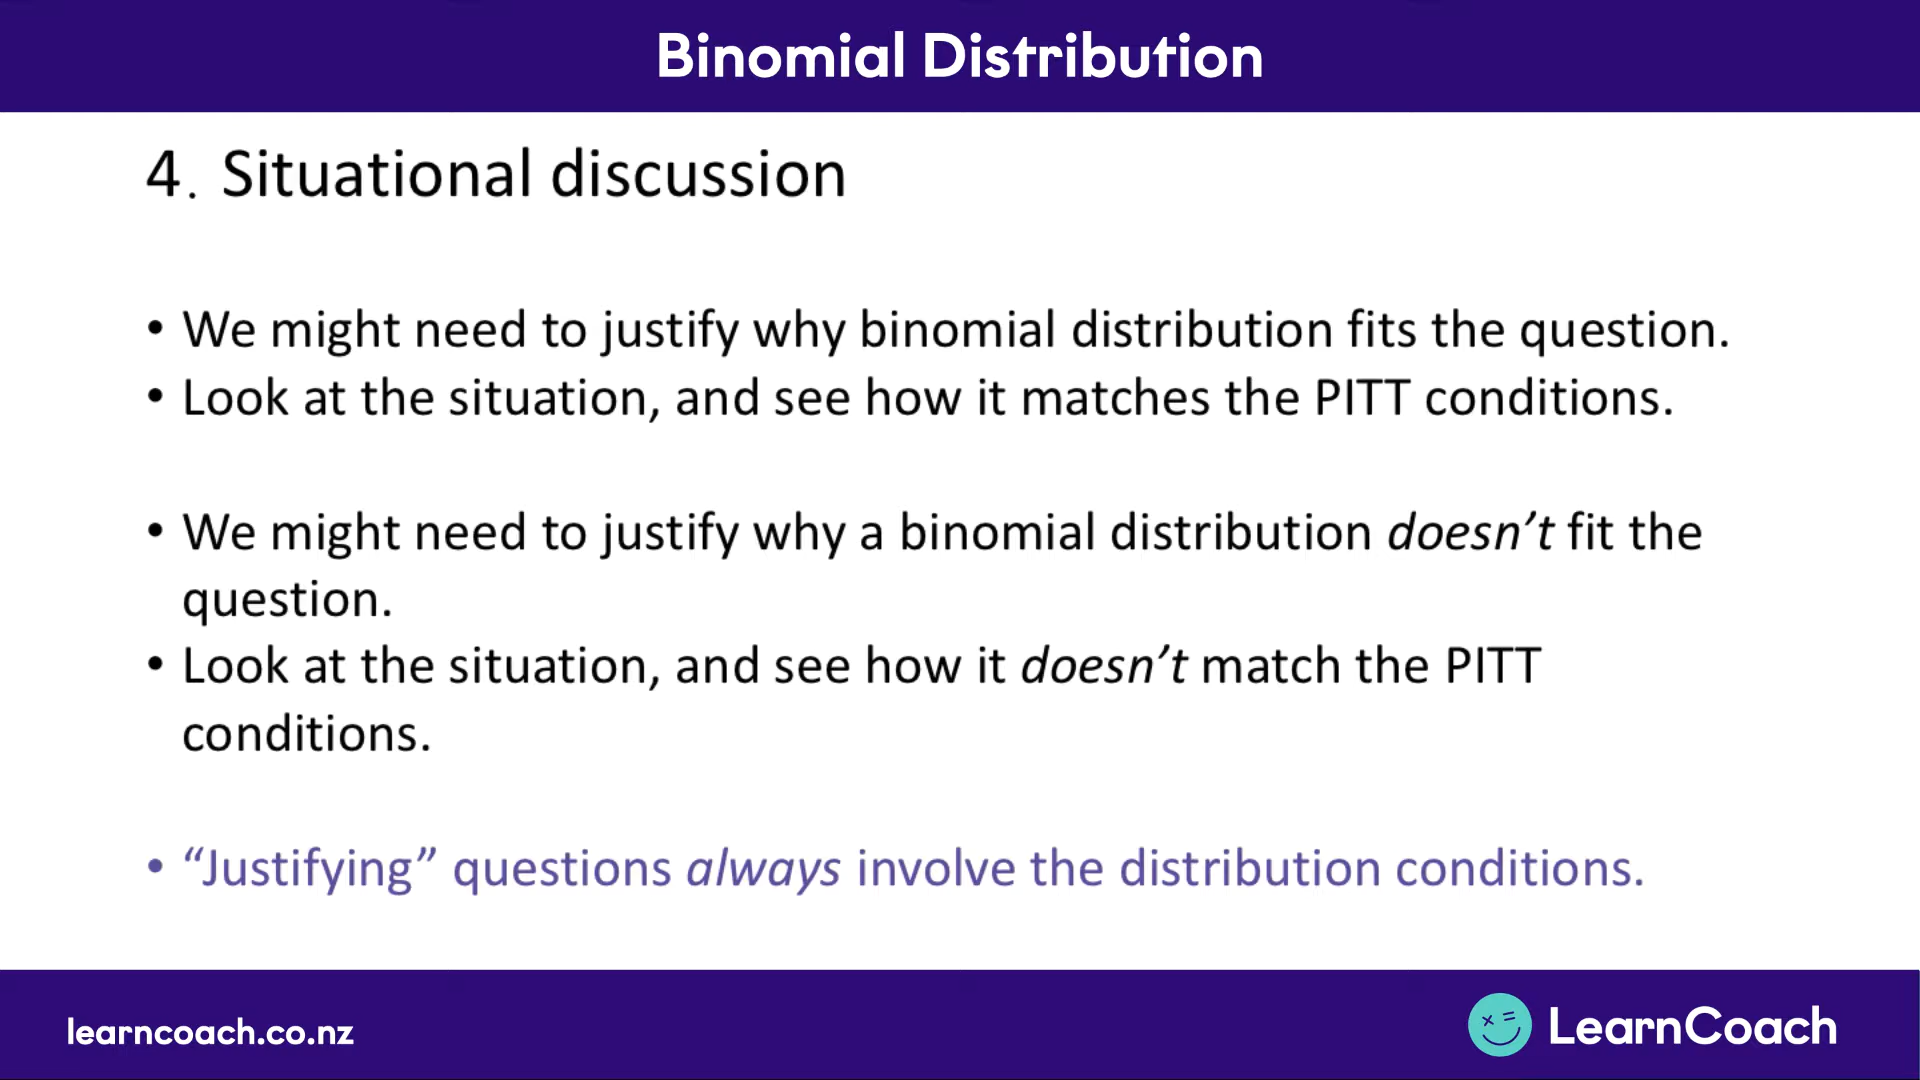 Binomial Distribution
4. Situational discussion
• We might need to justify why binomial distribution fits the question.
• Look at the situation, and see how it matches the PITT conditions.
• We might need to justify why a binomial distribution doesn’t fit the
question.
• Look at the situation, and see how it doesn’t match the PITT
conditions.
• “Justifying” questions always involve the distribution conditions.
learncoach.co.nz
LearnCoach